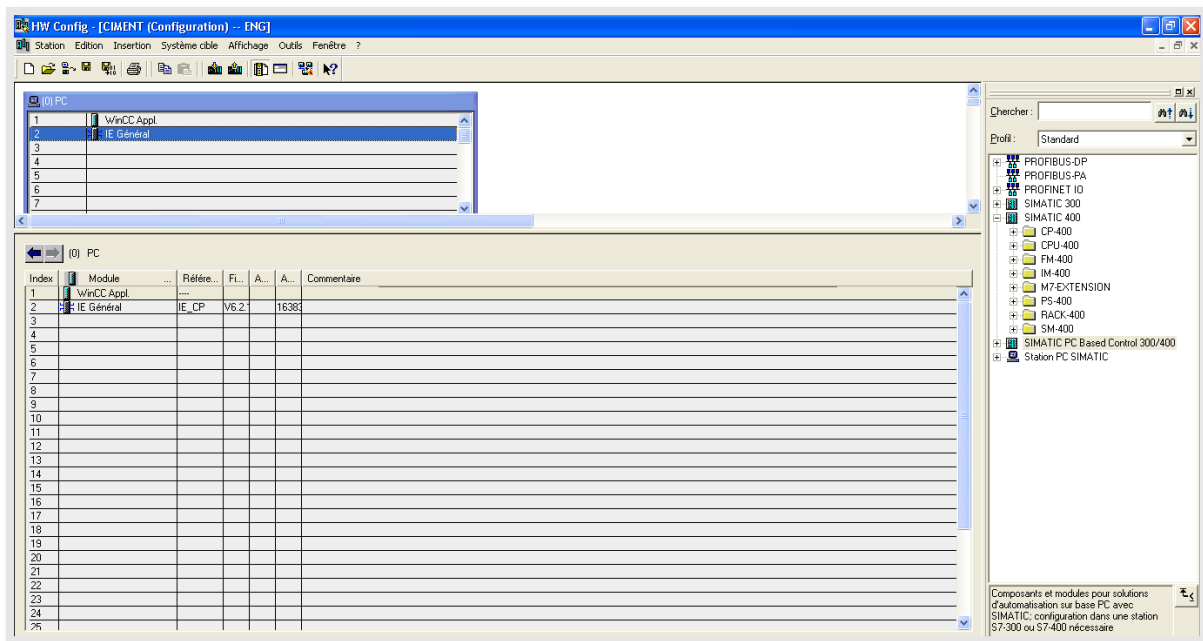 HW Config - [CIMENT (Configuration) -- ENG]
Station Edition Insertion Système cible Affichage Outils Fenêtre ?
(0) PC
1 WinCC Appl.
2 IE Général
3
4
5
6
7
(0) PC
Index Module ... Référe... Fi... A... A... Commentaire
1 WinCC Appl. ----
2 IE Général IE_CP V6.2. 16383
3
4
5
6
7
8
9
10
11
12
13
14
15
16
17
18
19
20
21
22
23
24
25
Chercher :
Profil : Standard
PROFIBUS-DP
PROFIBUS-PA
PROFINET IO
SIMATIC 300
SIMATIC 400
CP-400
CPU-400
FM-400
IM-400
M7-EXTENSION
PS-400
RACK-400
SM-400
SIMATIC PC Based Control 300/400
Station PC SIMATIC
Composants et modules pour solutions
d'automatisation sur base PC avec
SIMATIC; configuration dans une station
S7-300 ou S7-400 nécessaire